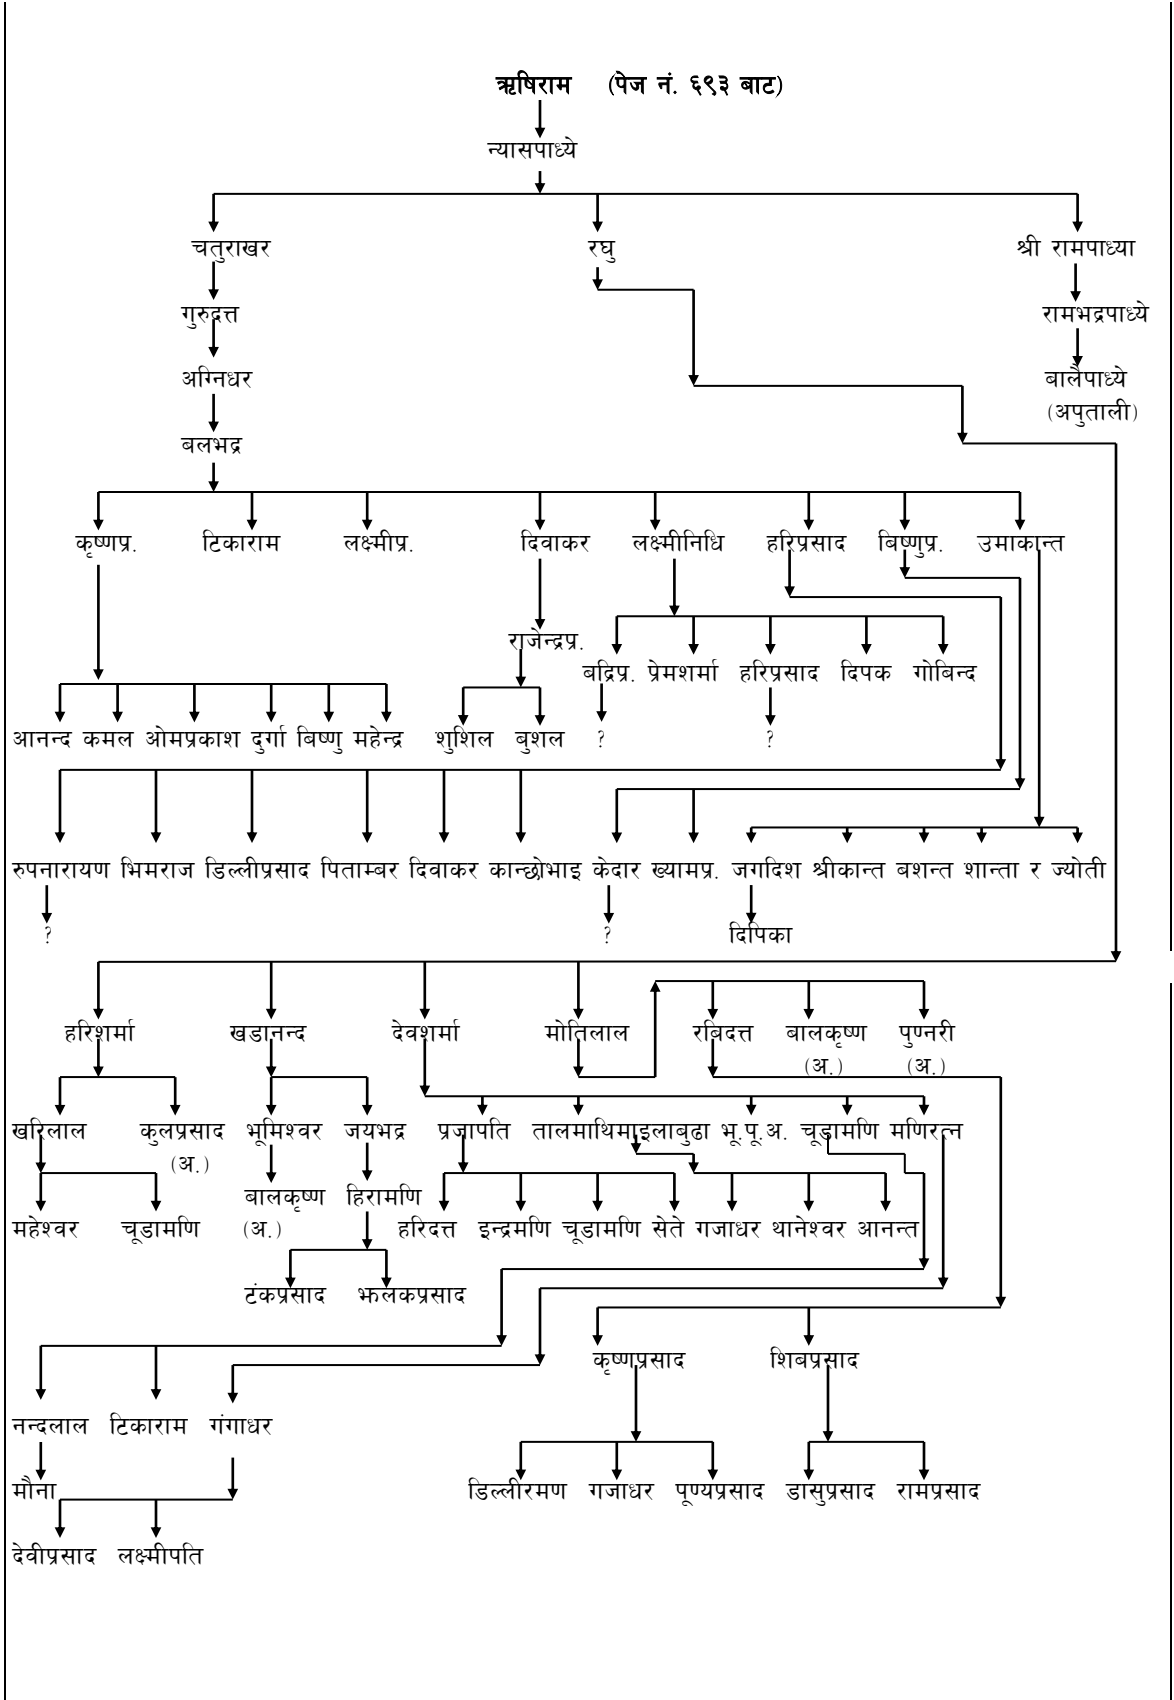 ऋषिराम (पेज नं. ६९३ बाट)
न्यासपाध्ये
चतुराखर रघु श्री रामपाध्या
गुरुदत्त रामभद्रपाध्ये
अग्निधर बालैपाध्ये
(अपुताली)
बलभद्र
कृष्णप्र. टिकाराम लक्ष्मीप्र. दिवाकर लक्ष्मीनिधि हरिप्रसाद बिष्णुप्र. उमाकान्त
राजेन्द्रप्र.
बद्रिप्र. प्रेमशर्मा हरिप्रसाद दिपक गोबिन्द
आनन्द कमल ओमप्रकाश दुर्गा बिष्णु महेन्द्र शुशिल बुशल ? ?
रुपनारायण भिमराज डिल्लीप्रसाद पिताम्बर दिवाकर कान्छोभाइ केदार ख्यामप्र. जगदिश श्रीकान्त बशन्त शान्ता र ज्योती
? ? दिपिका
हरिशर्मा खडानन्द देवशर्मा मोतिलाल रबिदत्त बालकृष्ण पुण्नरी
(अ.) (अ.)
खरिलाल कुलप्रसाद भूमिश्वर जयभद्र प्रजापति तालमाथिमाइलाबुढा भू.पू.अ. चूडामणि मणिरत्न
(अ.)
बालकृष्ण हिरामणि
महेश्वर चूडामणि (अ.) हरिदत्त इन्द्रमणि चूडामणि सेते गजाधर थानेश्वर आनन्त
टंकप्रसाद झलकप्रसाद
कृष्णप्रसाद शिबप्रसाद
नन्दलाल टिकाराम गंगाधर
मौना डिल्लीरमण गजाधर पूण्यप्रसाद डासुप्रसाद रामप्रसाद
देवीप्रसाद लक्ष्मीपति